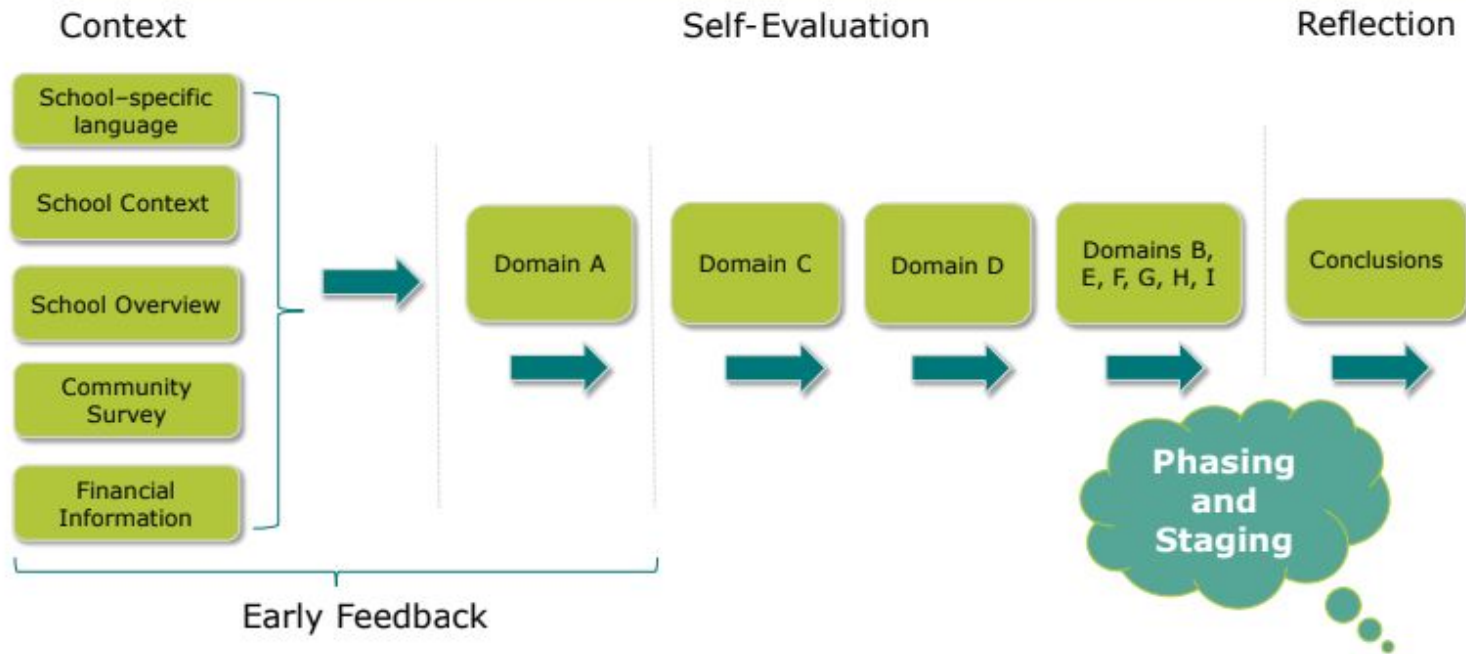 Context
Self-Evaluation
Reflection
School–specific
language
School Context
School Overview
Community
Survey
Financial
Information
Domain A
Domain C
Domain D
Domains B,
E, F, G, H, I
Conclusions
Phasing
and
Staging
Early Feedback